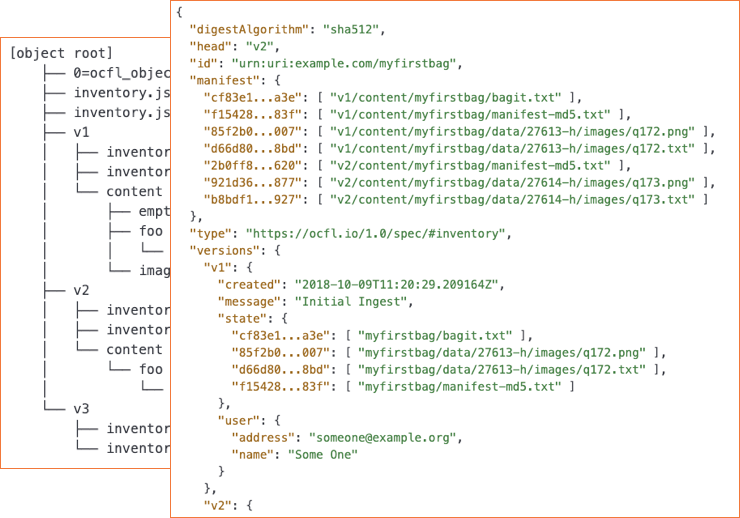 [object root]
├── 0=ocfl_objec
├── inventory.js
├── inventory.js
├── v1
│   ├── inventor
│   ├── inventor
│   └── content
│       ├── empt
│       ├── foo
│       │   └──
│       └── imag
├── v2
│   ├── inventor
│   ├── inventor
│   └── content
│       └── foo
│           └──
└── v3
    ├── inventor
    └── inventor
{
  "digestAlgorithm": "sha512",
  "head": "v2",
  "id": "urn:uri:example.com/myfirstbag",
  "manifest": {
    "cf83e1...a3e": [ "v1/content/myfirstbag/bagit.txt" ],
    "f15428...83f": [ "v1/content/myfirstbag/manifest-md5.txt" ],
    "85f2b0...007": [ "v1/content/myfirstbag/data/27613-h/images/q172.png" ],
    "d66d80...8bd": [ "v1/content/myfirstbag/data/27613-h/images/q172.txt" ],
    "2b0ff8...620": [ "v2/content/myfirstbag/manifest-md5.txt" ],
    "921d36...877": [ "v2/content/myfirstbag/data/27614-h/images/q173.png" ],
    "b8bdf1...927": [ "v2/content/myfirstbag/data/27614-h/images/q173.txt" ]
  },
  "type": "https://ocfl.io/1.0/spec/#inventory",
  "versions": {
    "v1": {
      "created": "2018-10-09T11:20:29.209164Z",
      "message": "Initial Ingest",
      "state": {
        "cf83e1...a3e": [ "myfirstbag/bagit.txt" ],
        "85f2b0...007": [ "myfirstbag/data/27613-h/images/q172.png" ],
        "d66d80...8bd": [ "myfirstbag/data/27613-h/images/q172.txt" ],
        "f15428...83f": [ "myfirstbag/manifest-md5.txt" ]
      },
      "user": {
        "address": "someone@example.org",
        "name": "Some One"
      }
    },
    "v2": {